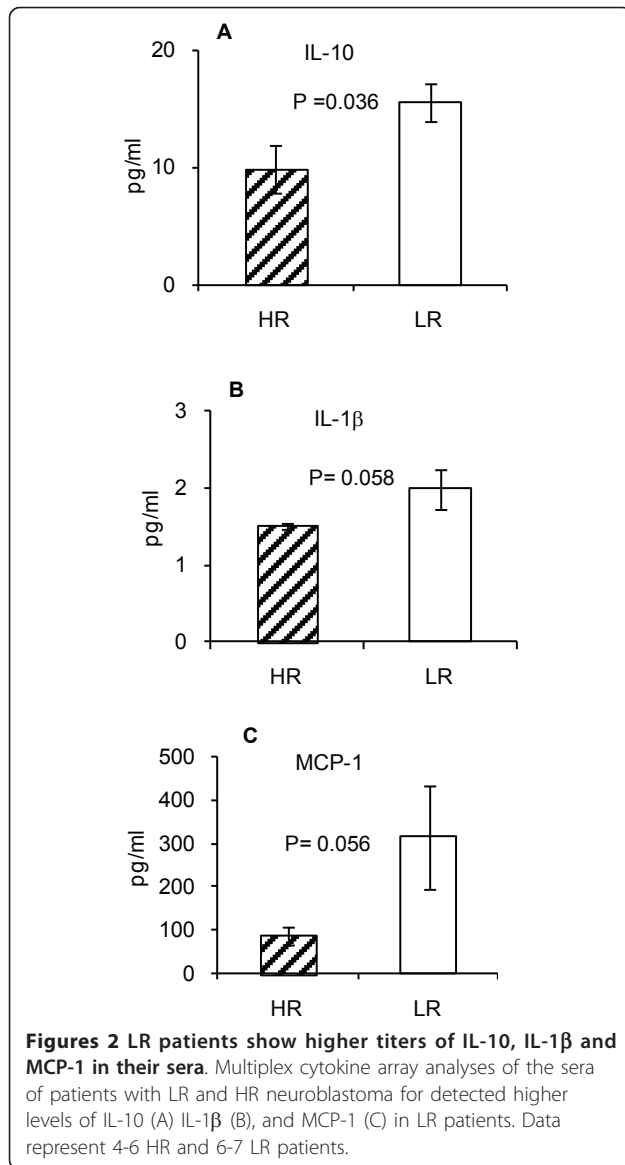 A
IL-10
20
P =0.036
10
pg/ml
0
HR LR
B
IL-1β
3
P= 0.058
2
pg/ml
1
0
HR LR
C
MCP-1
500
400
P= 0.056
300
pg/ml
200
100
0
HR LR
Figures 2 LR patients show higher titers of IL-10, IL-1β and
MCP-1 in their sera. Multiplex cytokine array analyses of the sera
of patients with LR and HR neuroblastoma for detected higher
levels of IL-10 (A) IL-1β (B), and MCP-1 (C) in LR patients. Data
represent 4-6 HR and 6-7 LR patients.